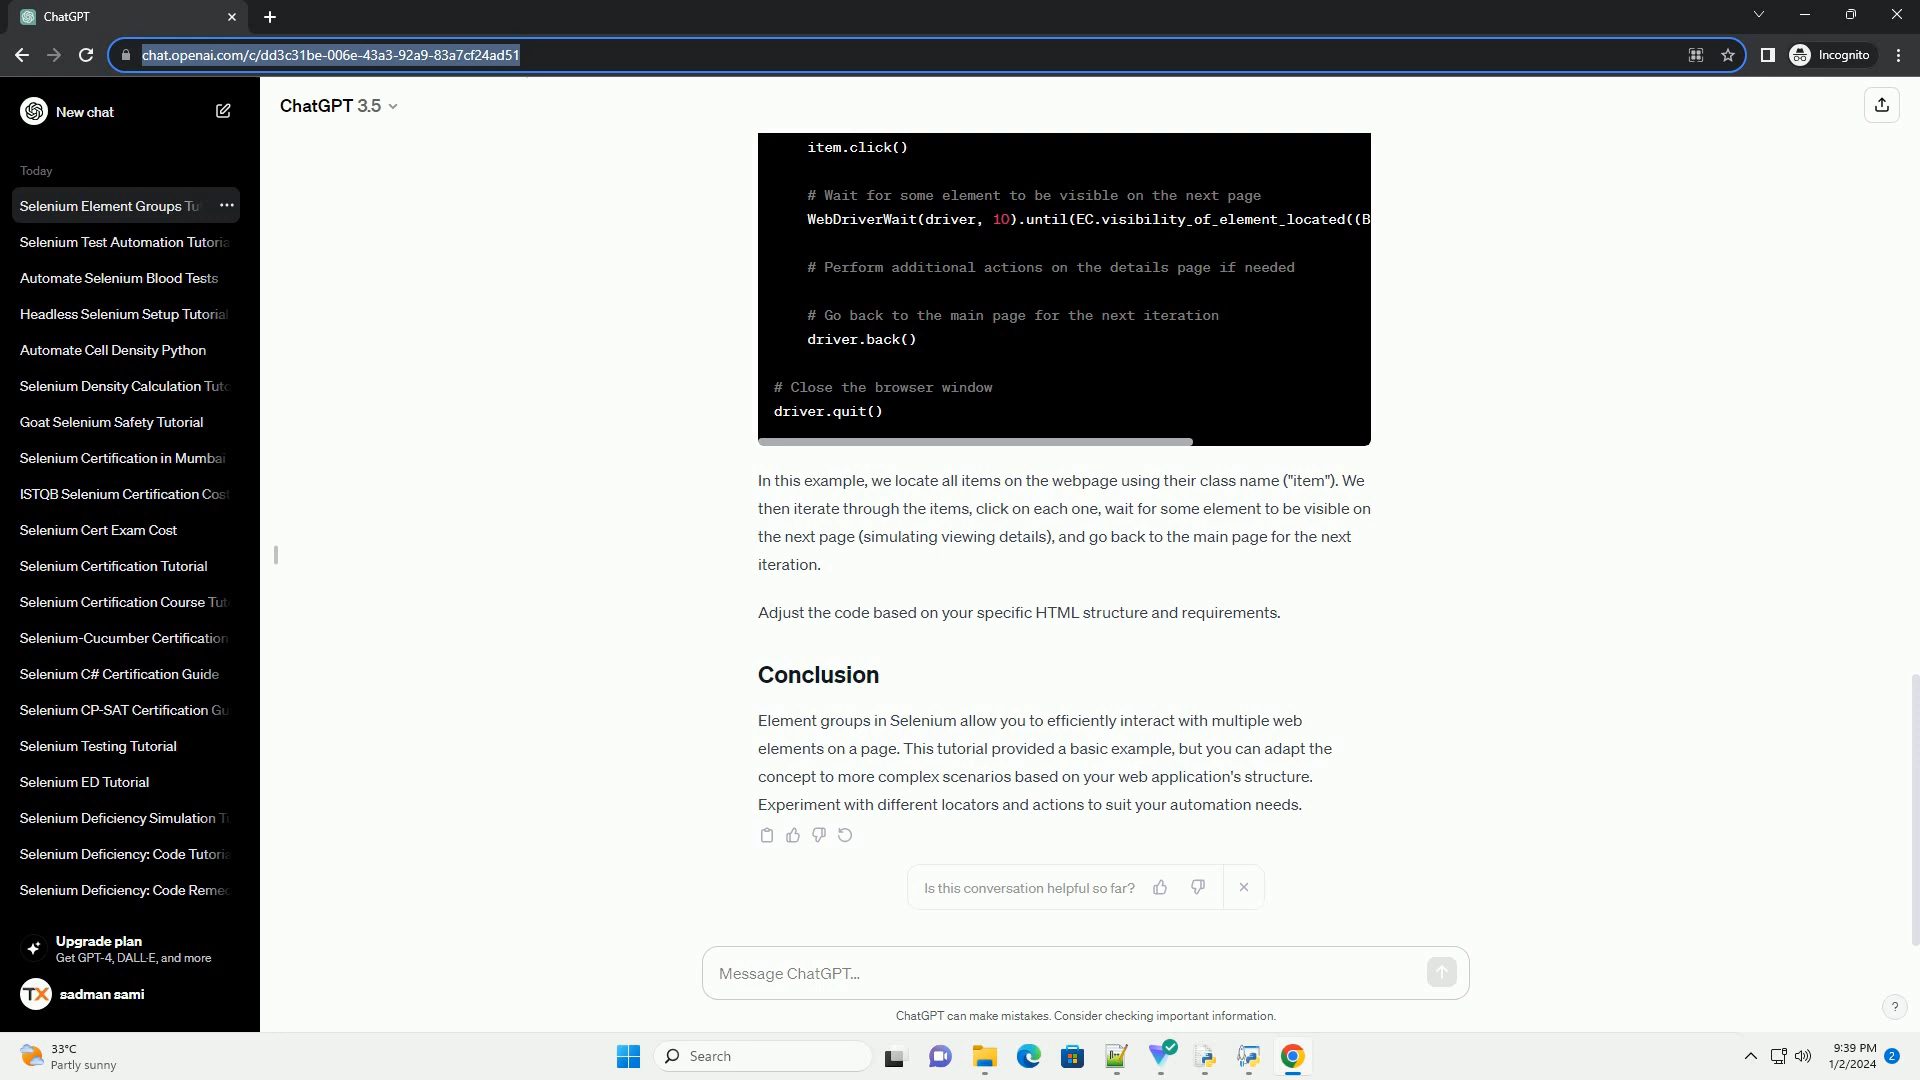 ChatGPT
chat.openai.com/c/dd3c31be-006e-43a3-92a9-83a7cf24ad51
Incognito
New chat
Today
Selenium Element Groups Tu
Selenium Test Automation Tutoria
Automate Selenium Blood Tests
Headless Selenium Setup Tutorial
Automate Cell Density Python
Selenium Density Calculation Tuto
Goat Selenium Safety Tutorial
Selenium Certification in Mumbai
ISTQB Selenium Certification Cost
Selenium Cert Exam Cost
Selenium Certification Tutorial
Selenium Certification Course Tut
Selenium-Cucumber Certification
Selenium C# Certification Guide
Selenium CP-SAT Certification Gu
Selenium Testing Tutorial
Selenium ED Tutorial
Selenium Deficiency Simulation Tu
Selenium Deficiency: Code Tutoria
Selenium Deficiency: Code Reme
Upgrade plan
Get GPT-4, DALL·E, and more
TX sadman sami
ChatGPT 3.5
item.click()
# Wait for some element to be visible on the next page
WebDriverWait(driver, 10).until(EC.visibility_of_element_located((B
# Perform additional actions on the details page if needed
# Go back to the main page for the next iteration
driver.back()
# Close the browser window
driver.quit()
In this example, we locate all items on the webpage using their class name ("item"). We
then iterate through the items, click on each one, wait for some element to be visible on
the next page (simulating viewing details), and go back to the main page for the next
iteration.
Adjust the code based on your specific HTML structure and requirements.
Conclusion
Element groups in Selenium allow you to efficiently interact with multiple web
elements on a page. This tutorial provided a basic example, but you can adapt the
concept to more complex scenarios based on your web application's structure.
Experiment with different locators and actions to suit your automation needs.
Is this conversation helpful so far?
Message ChatGPT...
ChatGPT can make mistakes. Consider checking important information.
?
33°C
Partly sunny
Search
9:39 PM
1/2/2024
2